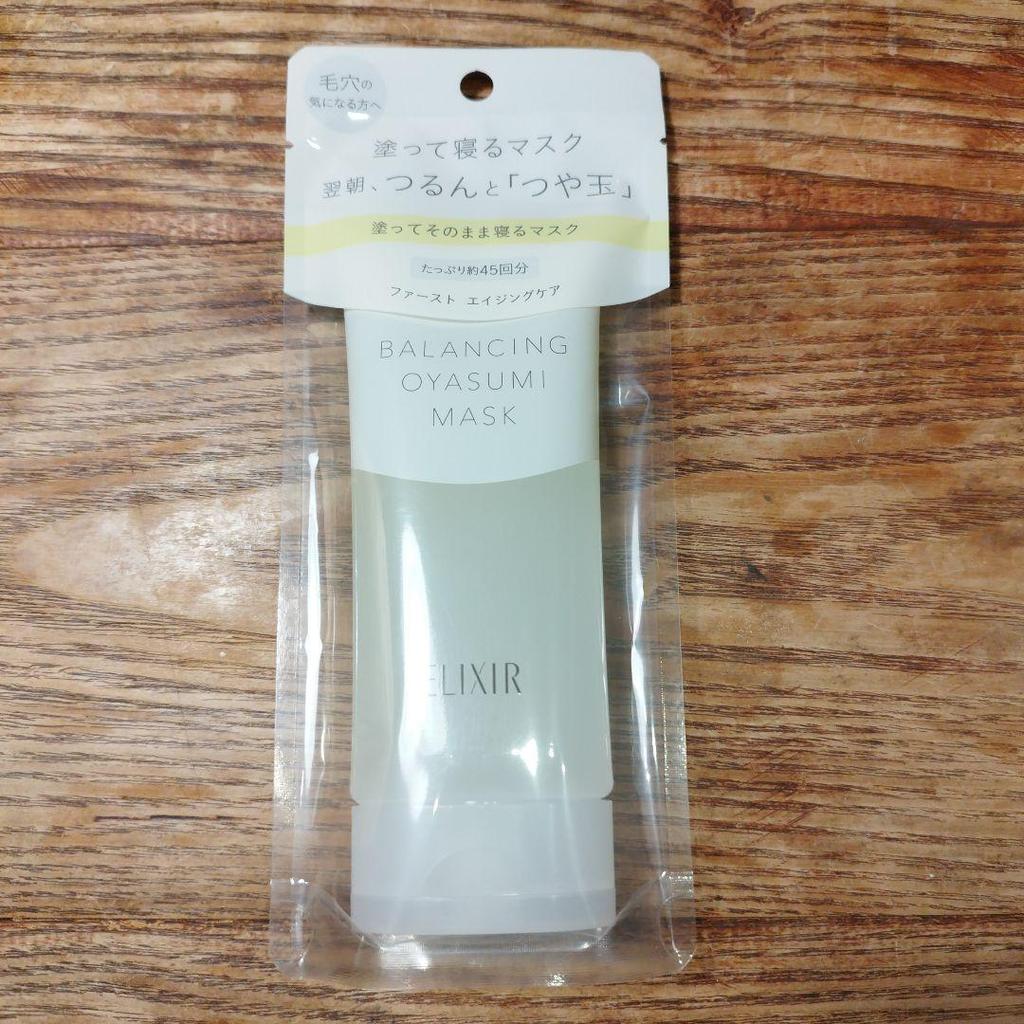 毛穴の
気になる方へ
塗って寝るマスク
翌朝、つるんと「つや玉」
塗ってそのまま寝るマスク
たっぷり約45回分
ファースト エイジングケア
BALANCING
OYASUMI
MASK
ELIXIR